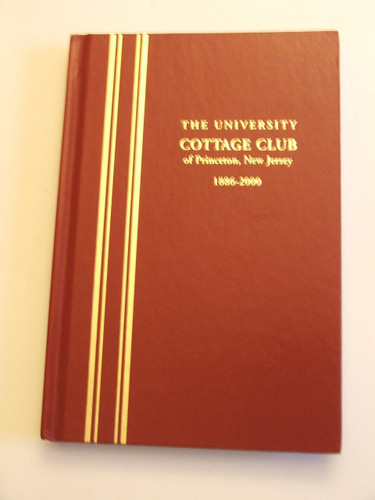 THE UNIVERSITY
COTTAGE CLUB
of Princeton, New Jersey
1886-2000